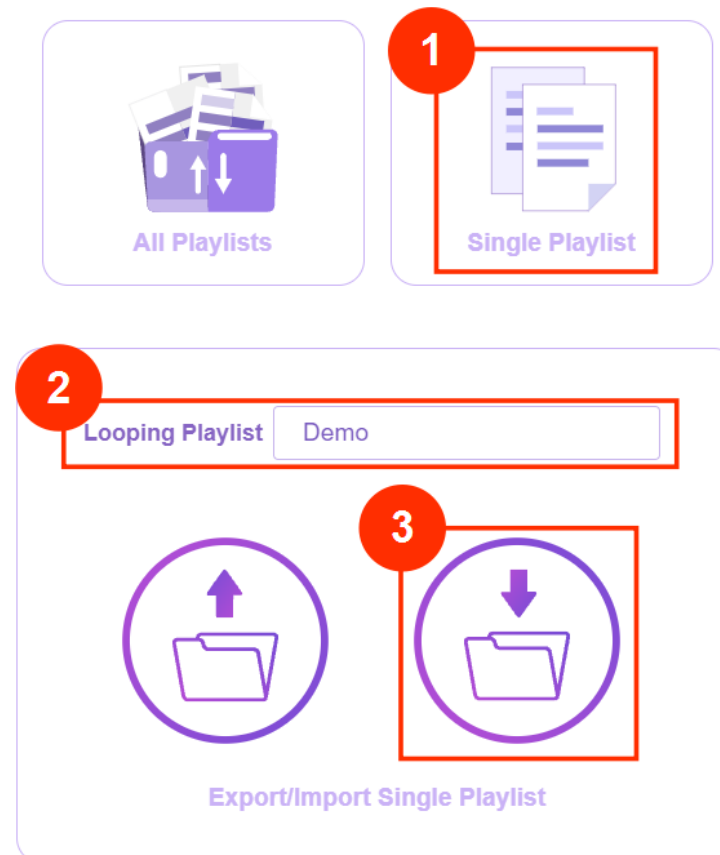 1
All Playlists
Single Playlist
2
Looping Playlist
Demo
3
Export/Import Single Playlist